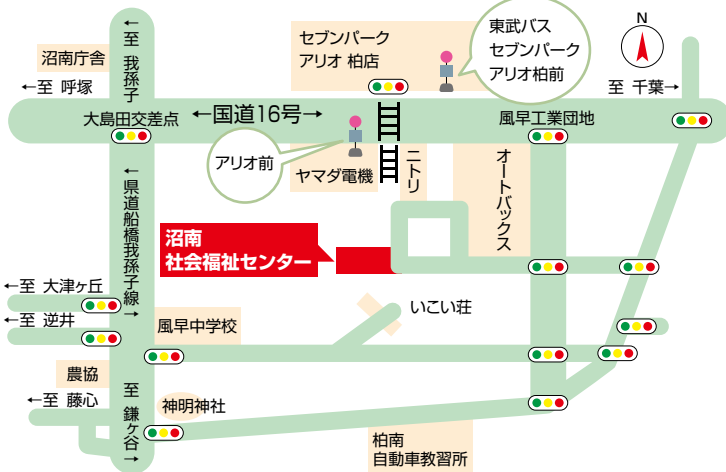 ←至 我孫子
沼南庁舎
セブンパーク
アリオ 柏店
東武バス
セブンパーク
アリオ柏前
N
←至 呼塚
至 千葉→
大島田交差点
←国道16号→
風早工業団地
アリオ前
ヤマダ電機
ニトリ
オートバックス
←県道船橋我孫子線→
沼南
社会福祉センター
←至 大津ヶ丘
←至 逆井
風早中学校
いこい荘
農協
至 鎌ヶ谷→
←至 藤心
神明神社
柏南
自動車教習所